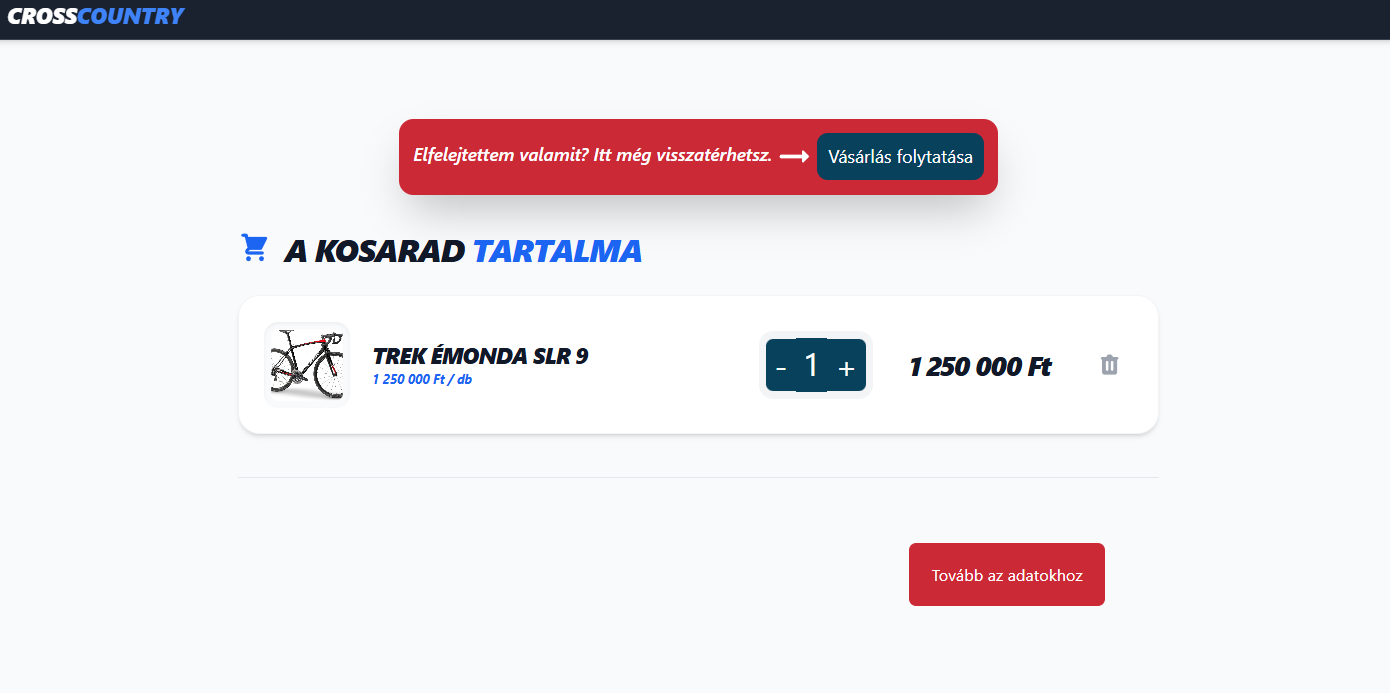 CROSSCOUNTRY
Elfelejtettem valamit? Itt még visszatérhetsz. → Vásárlás folytatása
A KOSARAD TARTALMA
TREK ÉMONDA SLR 9
1 250 000 Ft / db
- 1 +
1 250 000 Ft
Tovább az adatokhoz